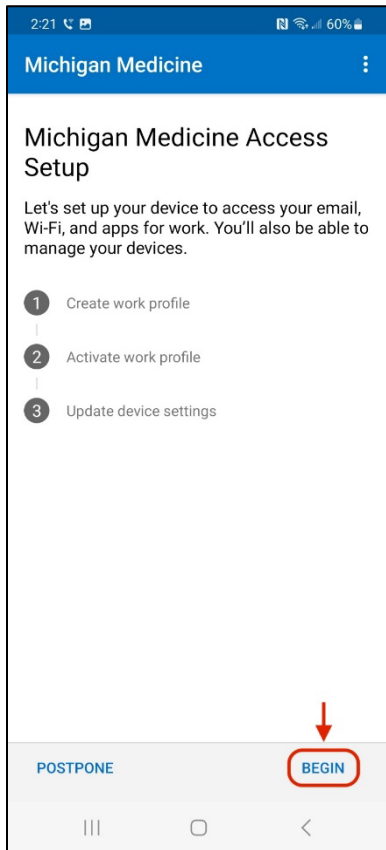 2:21 60%
Michigan Medicine
Michigan Medicine Access
Setup
Let's set up your device to access your email,
Wi-Fi, and apps for work. You'll also be able to
manage your devices.
1 Create work profile
2 Activate work profile
3 Update device settings
POSTPONE BEGIN